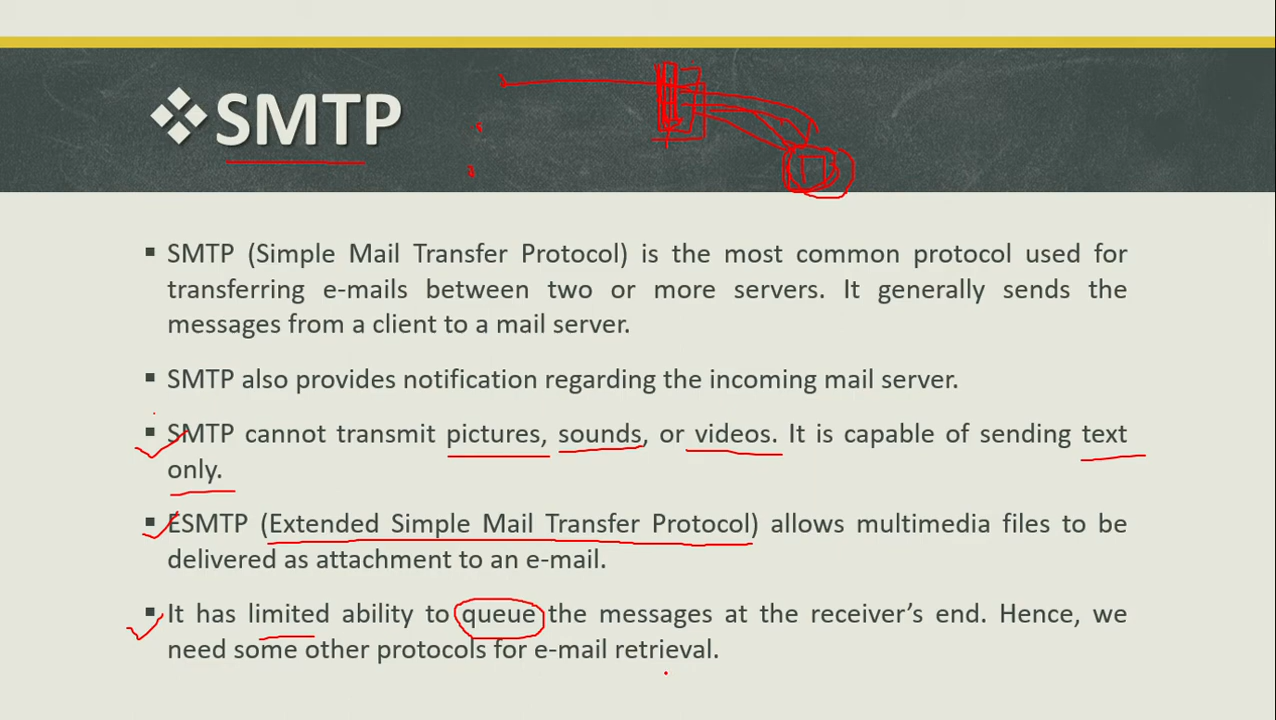 ❖SMTP
▪ SMTP (Simple Mail Transfer Protocol) is the most common protocol used for
transferring e-mails between two or more servers. It generally sends the
messages from a client to a mail server.
▪ SMTP also provides notification regarding the incoming mail server.
▪ SMTP cannot transmit pictures, sounds, or videos. It is capable of sending text
only.
▪ ESMTP (Extended Simple Mail Transfer Protocol) allows multimedia files to be
delivered as attachment to an e-mail.
▪ It has limited ability to queue the messages at the receiver’s end. Hence, we
need some other protocols for e-mail retrieval.